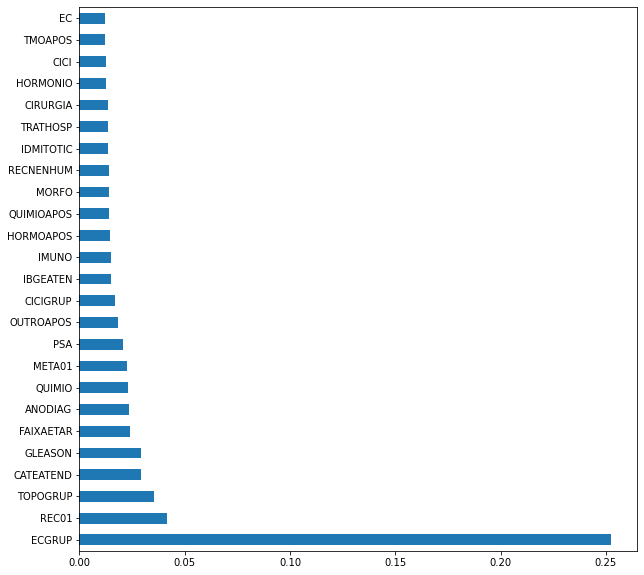 EC
TMOAPOS
CICI
HORMONIO
CIRURGIA
TRATHOSP
IDMITOTIC
RECNENHUM
MORFO
QUIMIOAPOS
HORMOAPOS
IMUNO
IBGEATEN
CICIGRUP
OUTROAPOS
PSA
META01
QUIMIO
ANODIAG
FAIXAETAR
GLEASON
CATEATEND
TOPOGRUP
REC01
ECGRUP
0.00 0.05 0.10 0.15 0.20 0.25